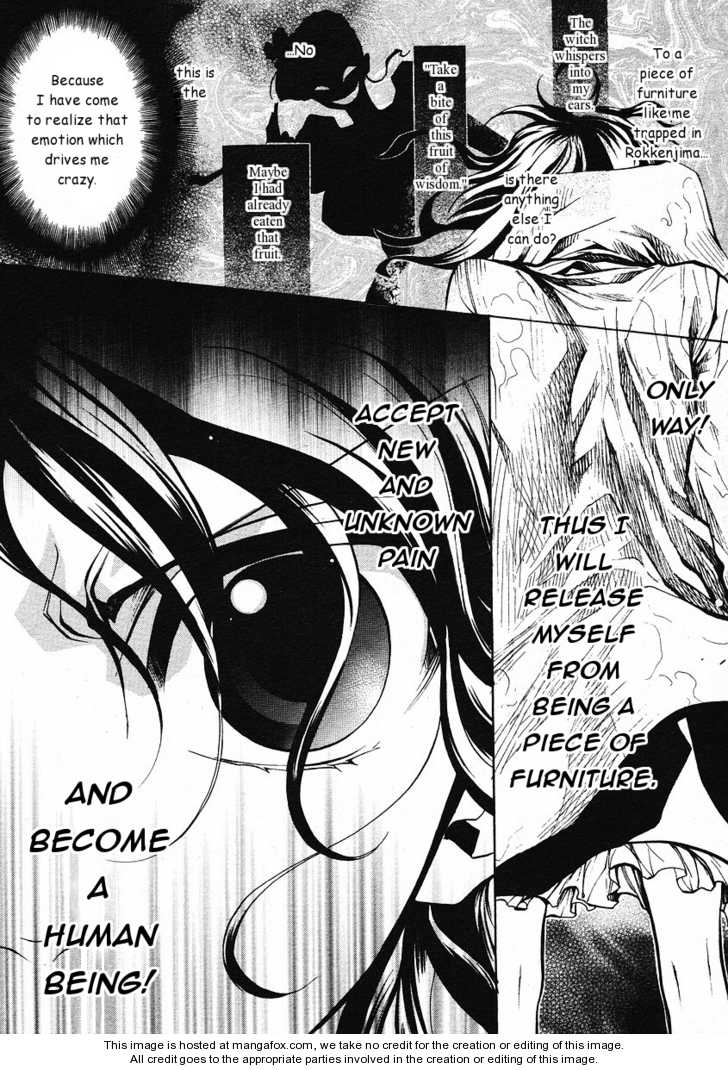 To a
piece of
furniture
like me
trapped in
Rokkenjima...
is there
anything
else I
can do?
The
witch
whispers
into
my
ears.
"Take
a
bite
of
this
fruit
of
wisdom."
...No
Maybe
I had
already
eaten
that
fruit.
Because
I have come
to realize that
emotion which
drives me
crazy.
this is
the
ONLY
WAY!
THUS I
WILL
RELEASE
MYSELF
FROM
BEING A
PIECE OF
FURNITURE.
ACCEPT
NEW
AND
UNKNOWN
PAIN
AND
BECOME
A
HUMAN
BEING!
This image is hosted at mangafox.com, we take no credit for the creation or editing of this image.
All credit goes to the appropriate parties involved in the creation or editing of this image.